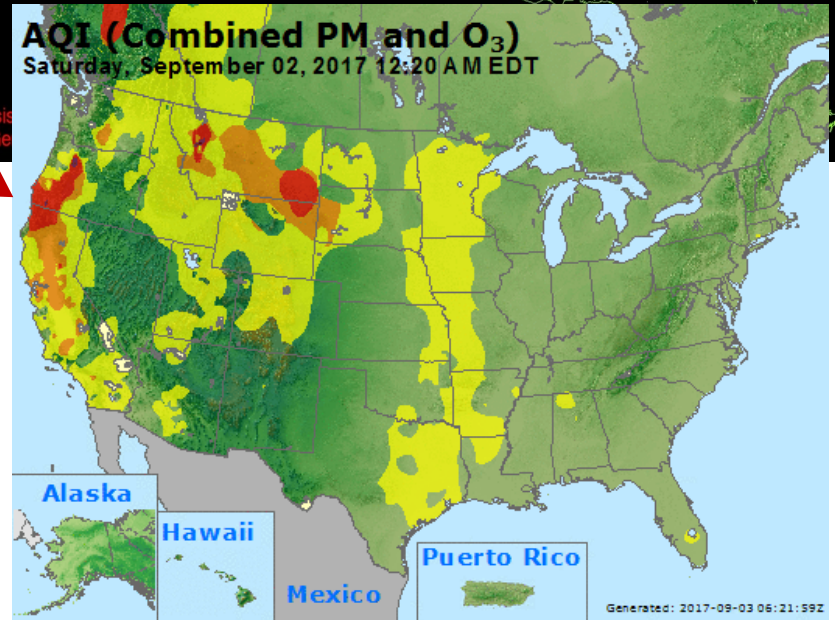 AQI (Combined PM and O₃)
Saturday, September 02, 2017 12:20 AM EDT
Alaska
Hawaii
Mexico
Puerto Rico
Generated: 2017-09-03 06:21:59Z